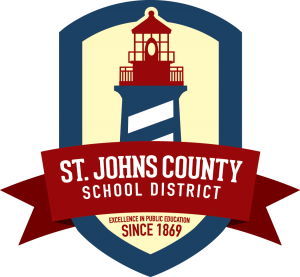 ST. JOHNS COUNTY
SCHOOL DISTRICT
EXCELLENCE IN PUBLIC EDUCATION
SINCE 1869